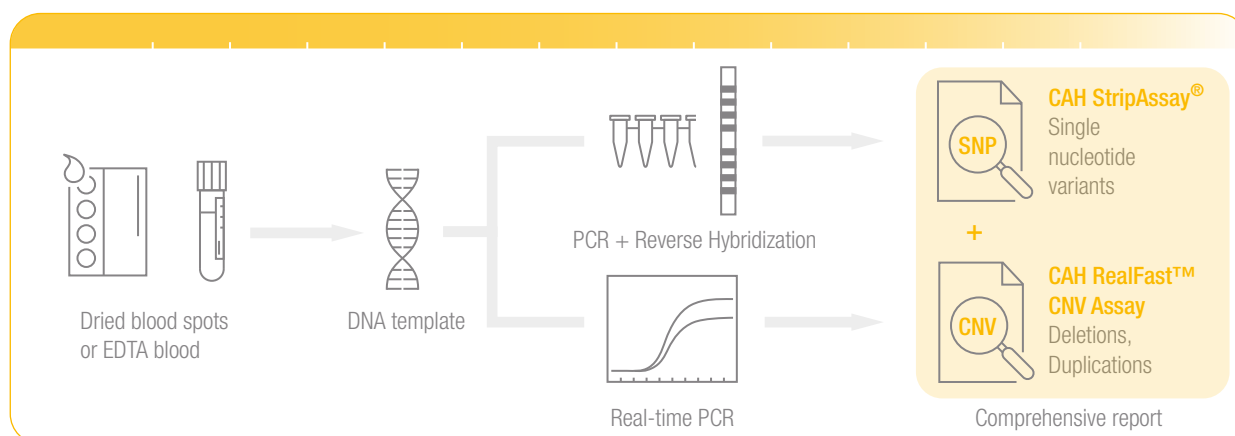 Dried blood spots
or EDTA blood
DNA template
PCR + Reverse Hybridization
Real-time PCR
SNP
CAH StripAssay®
Single
nucleotide
variants
+
CNV
CAH RealFast™
CNV Assay
Deletions,
Duplications
Comprehensive report